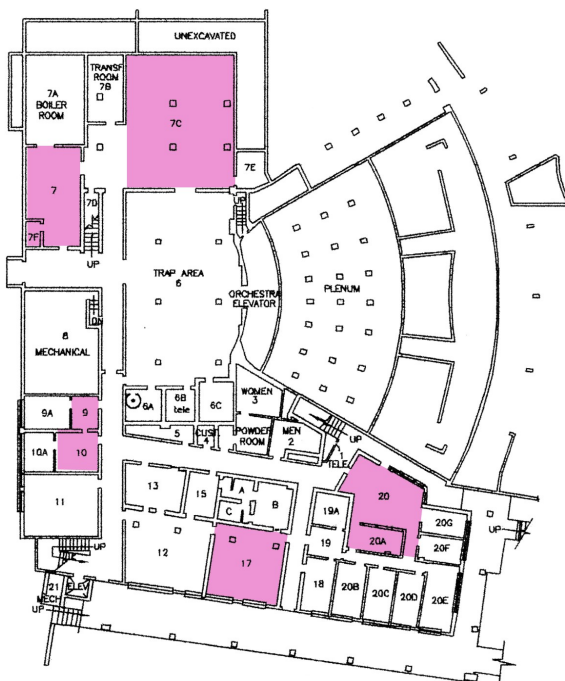 UNEXCAVATED
TRANSF
ROOM
7B
7A
BOILER
ROOM
7C
7E
7
7D
7F
UP
UP
TRAP AREA
6
ORCHESTRA
ELEVATOR
PLENUM
DN
8
MECHANICAL
WOMEN
3
9A
9
6A
6B
tele
6C
5
CUST.
4
POWDER
ROOM
MEN
2
UP
1
TELE
10A
10
11
13
15
A
B
C
20
19A
19
20A
20G
20F
UP
12
17
18
20B
20C
20D
20E
UP
21
MECH
ELEV
UP